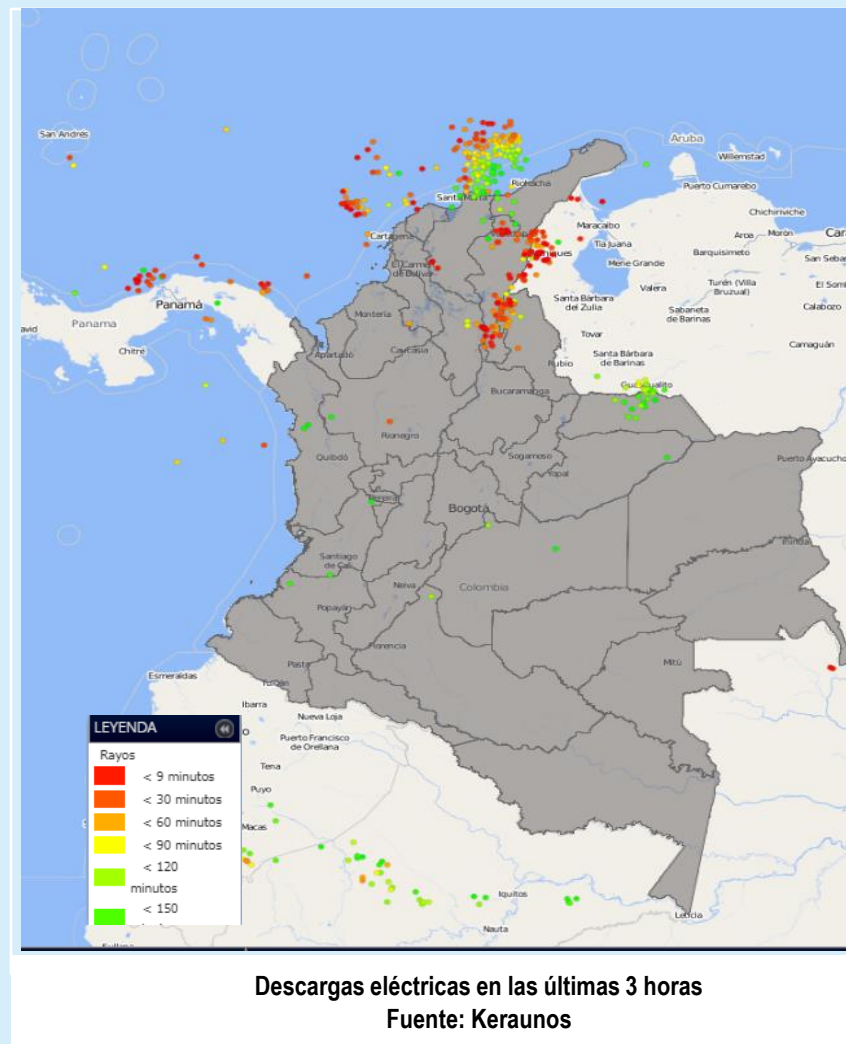 San Andrés
Aruba
Willemstad
Puerto Cumarebo
Riohacha
Santa Marta
Chichiriviche
Maracaibo
Aroa
Morón
Cartagena
Tia Juana
Barquisimeto
San Sebas
El Carmen
de Bolívar
Mene Grande
Turén (Villa
Bruzual)
El Som
Valera
Santa Bárbara
del Zulia
Panamá
Sabaneta
de Barinas
Calabozo
Panama
Montería
Tovar
Camaguán
Chitré
Caucasia
Santa Bárbara
de Barinas
Apartadó
Rubio
Guasdualito
Bucaramanga
Rionegro
Quibdó
Sogamoso
Puerto Ayacucho
Yopal
Pereira
Bogotá
Inírida
Santiago
de Cali
Neiva
Colombia
Popayán
Florencia
Mitú
Esmeraldas
Pasto
Ibarra
Nueva Loja
Puerto Francisco
de Orellana
Tena
Puyo
Macas
Iquitos
Nauta
Leticia
LEYENDA
Rayos
< 9 minutos
< 30 minutos
< 60 minutos
< 90 minutos
< 120
minutos
< 150
Descargas eléctricas en las últimas 3 horas
Fuente: Keraunos